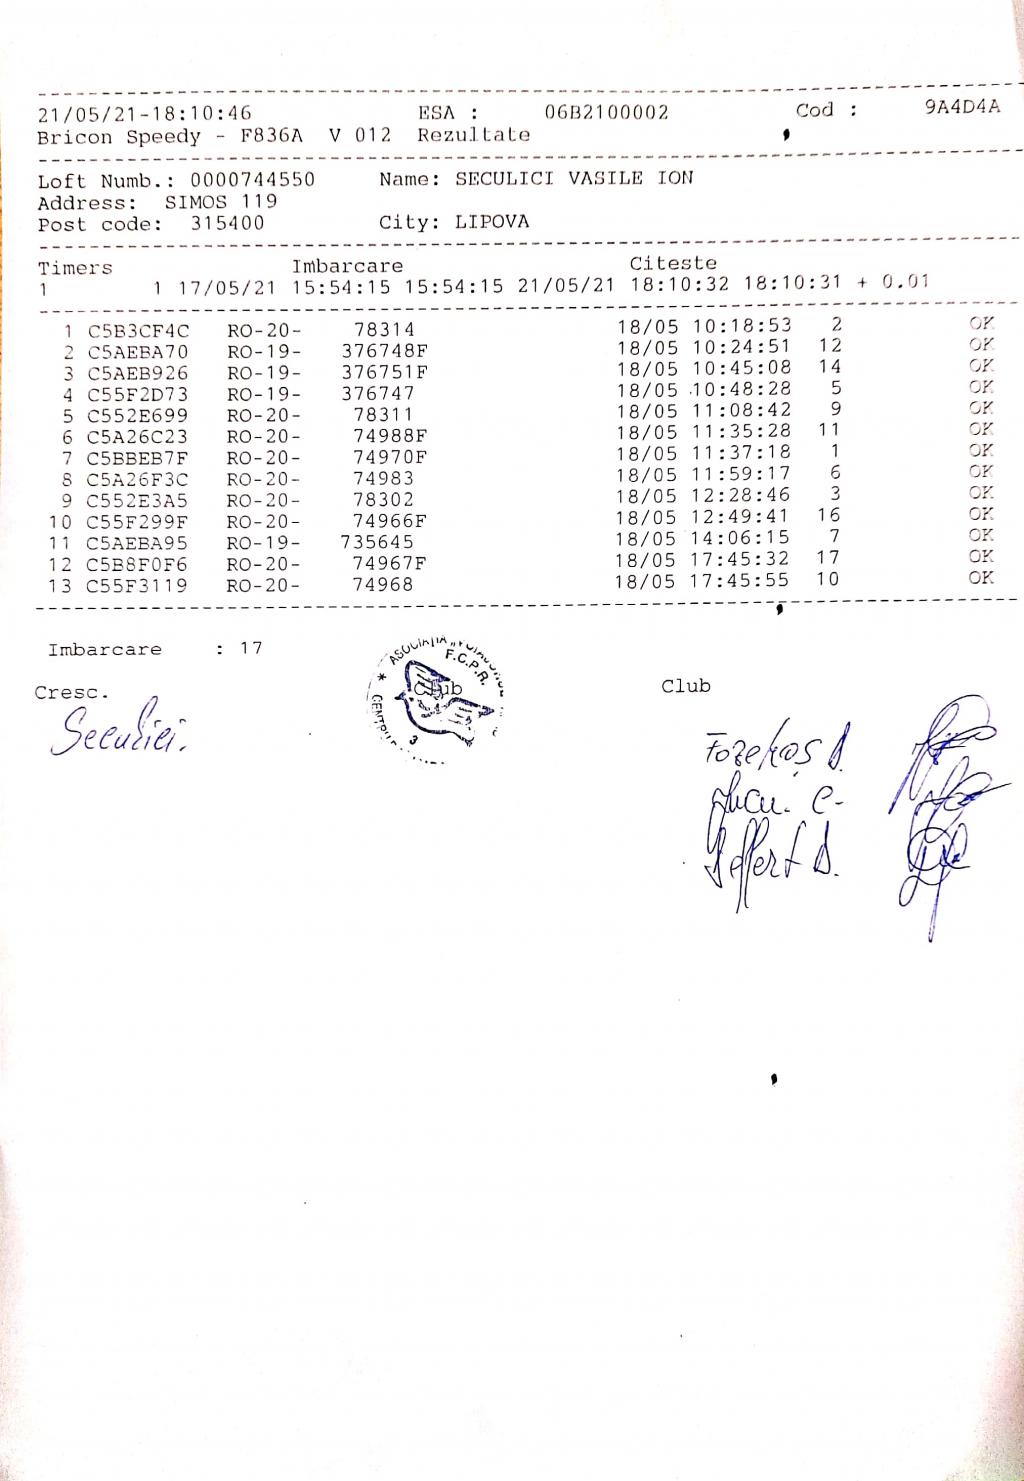 21/05/21-18:10:46 ESA : 06B2100002 Cod : 9A4D4A
Bricon Speedy - F836A V 012 Rezultate
Loft Numb.: 0000744550 Name: SECULICI VASILE ION
Address: SIMOS 119
Post code: 315400 City: LIPOVA
Timers Imbarcare Citeste
1 1 17/05/21 15:54:15 15:54:15 21/05/21 18:10:32 18:10:31 + 0.01
1 C5B3CF4C RO-20- 78314 18/05 10:18:53 2 OK
2 C5AEBA70 RO-19- 376748F 18/05 10:24:51 12 OK
3 C5AEB926 RO-19- 376751F 18/05 10:45:08 14 OK
4 C55F2D73 RO-19- 376747 18/05 10:48:28 5 OK
5 C552E699 RO-20- 78311 18/05 11:08:42 9 OK
6 C5A26C23 RO-20- 74988F 18/05 11:35:28 11 OK
7 C5BBEB7F RO-20- 74970F 18/05 11:37:18 1 OK
8 C5A26F3C RO-20- 74983 18/05 11:59:17 6 OK
9 C552E3A5 RO-20- 78302 18/05 12:28:46 3 OK
10 C55F299F RO-20- 74966F 18/05 12:49:41 16 OK
11 C5AEBA95 RO-19- 735645 18/05 14:06:15 7 OK
12 C5B8F0F6 RO-20- 74967F 18/05 17:45:32 17 OK
13 C55F3119 RO-20- 74968 18/05 17:45:55 10 OK
Imbarcare : 17
Cresc. Club Club
Seculici.
F.C.P.R.
3